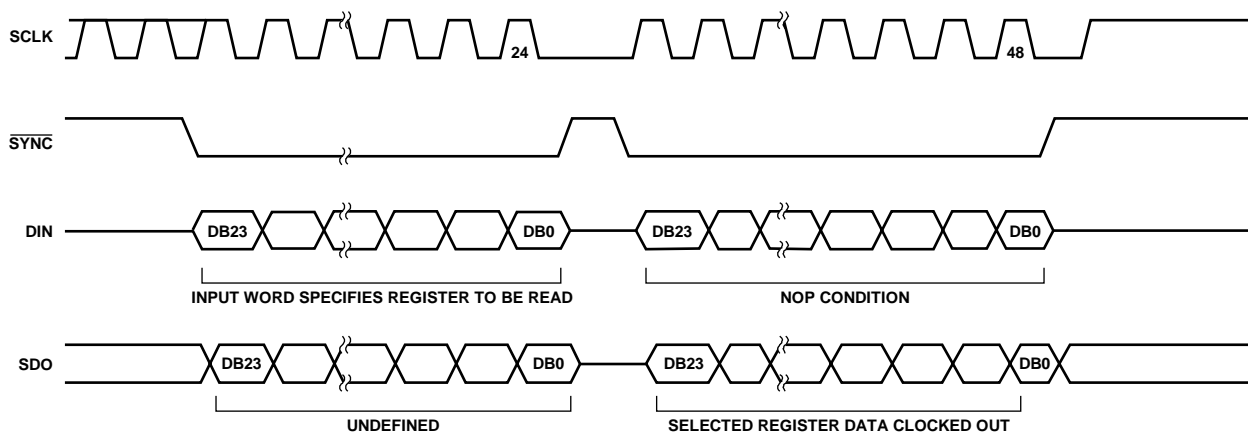 SCLK
24
48
SYNC
DIN
DB23
DB0
DB23
DB0
INPUT WORD SPECIFIES REGISTER TO BE READ
NOP CONDITION
SDO
DB23
DB0
DB23
DB0
UNDEFINED
SELECTED REGISTER DATA CLOCKED OUT